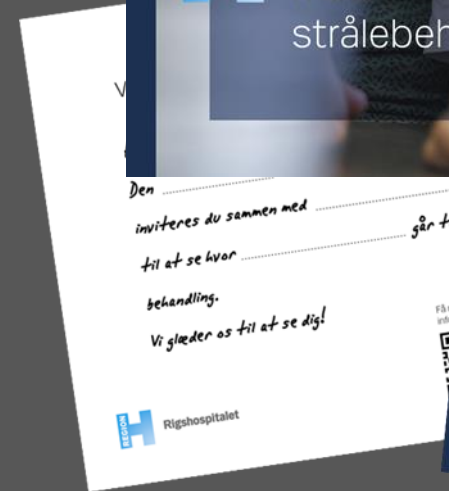 strålebeh
V
Den
inviteres du sammen med
til at se hvor går t
behandling.
Vi glæder os til at se dig!
Få
REGION
Rigshospitalet